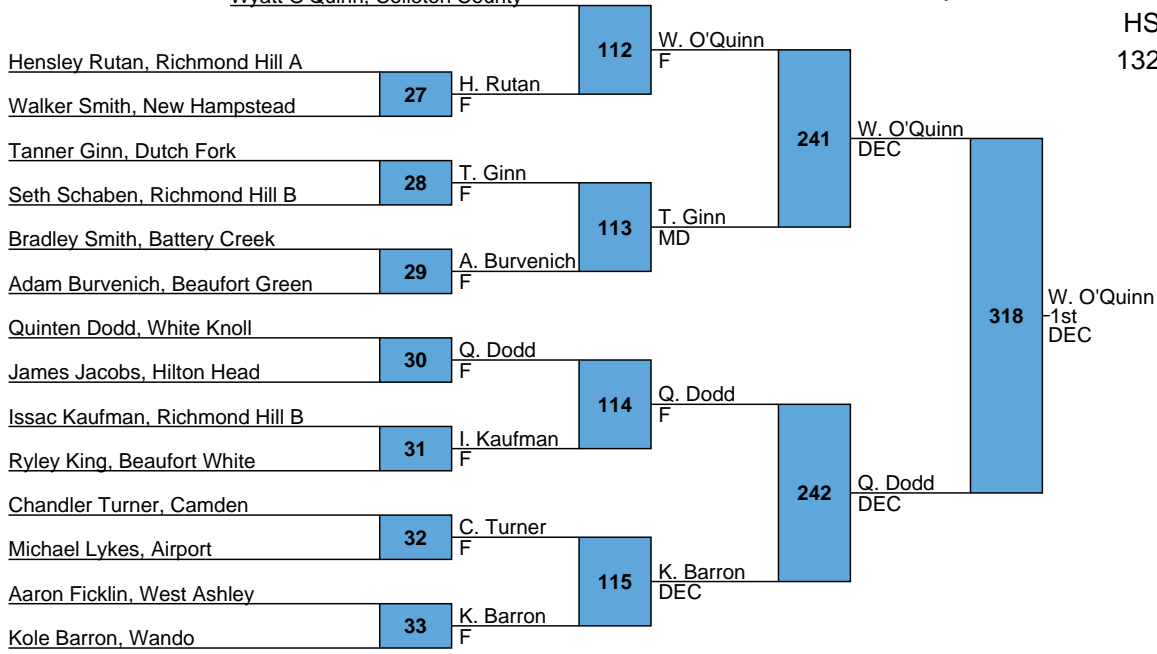 Wyatt O'Quinn, Colleton County
HS
132
Hensley Rutan, Richmond Hill A
Walker Smith, New Hampstead
Tanner Ginn, Dutch Fork
Seth Schaben, Richmond Hill B
Bradley Smith, Battery Creek
Adam Burvenich, Beaufort Green
Quinten Dodd, White Knoll
James Jacobs, Hilton Head
Issac Kaufman, Richmond Hill B
Ryley King, Beaufort White
Chandler Turner, Camden
Michael Lykes, Airport
Aaron Ficklin, West Ashley
Kole Barron, Wando
27
28
29
30
31
32
33
H. Rutan
F
T. Ginn
F
A. Burvenich
F
Q. Dodd
F
I. Kaufman
F
C. Turner
F
K. Barron
F
112
113
114
115
W. O'Quinn
F
T. Ginn
MD
Q. Dodd
F
K. Barron
DEC
241
242
W. O'Quinn
DEC
Q. Dodd
DEC
318
W. O'Quinn
1st
DEC